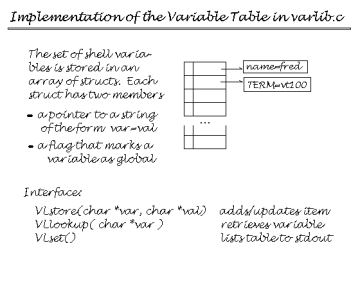 Implementation of the Variable Table in varlib.c
The set of shell varia-
bles is stored in an
array of structs. Each
struct has two members
- a pointer to a string
of the form var=val
- a flag that marks a
variable as global
name=fred
TERM=vt100
...
Interface:
VLstore(char *var, char *val) adds/updates item
VLlookup( char *var ) retrieves variable
VLset() lists table to stdout